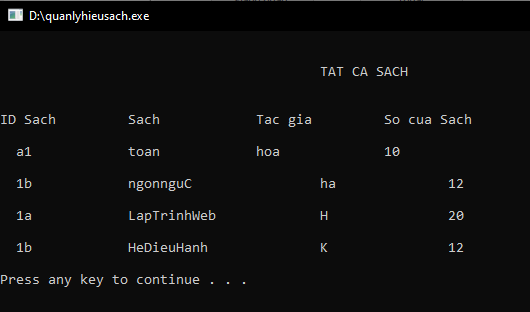 D:\quanlyhieusach.exe
TAT CA SACH
ID Sach Sach Tac gia So cua Sach
a1 toan hoa 10
1b ngonnguC ha 12
1a LapTrinhWeb H 20
1b HeDieuHanh K 12
Press any key to continue . . .